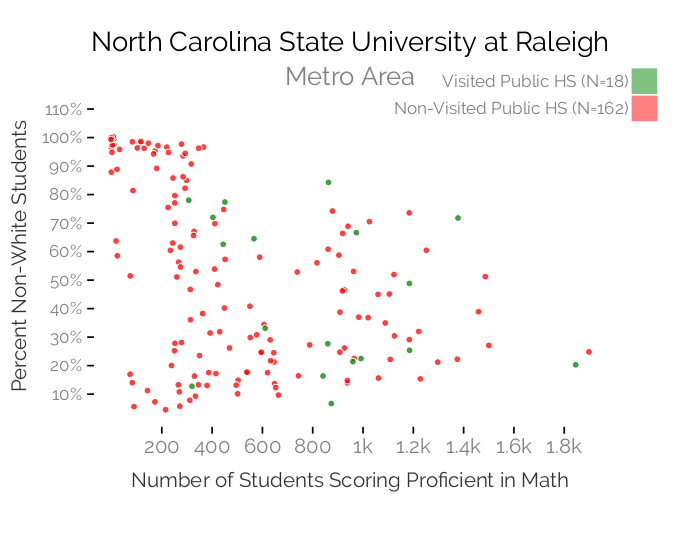 North Carolina State University at Raleigh
Metro Area
Visited Public HS (N=18)
Non-Visited Public HS (N=162)
Percent Non-White Students
110%
100%
90%
80%
70%
60%
50%
40%
30%
20%
10%
200 400 600 800 1k 1.2k 1.4k 1.6k 1.8k
Number of Students Scoring Proficient in Math